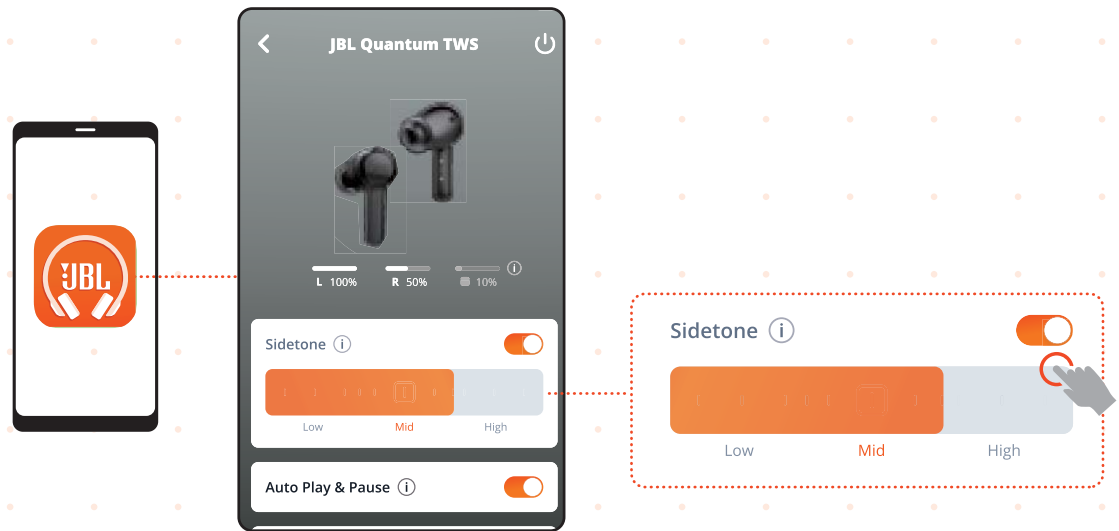 JBL
JBL Quantum TWS
L 100% R 50% 10%
Sidetone i
Low Mid High
Auto Play & Pause i
Sidetone i
Low Mid High